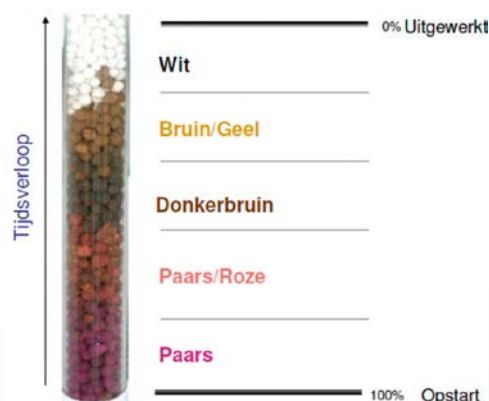 0% Uitgewerkt
Wit
Bruin/Geel
Tijdsverloop
Donkerbruin
Paars/Roze
Paars
100% Opstart